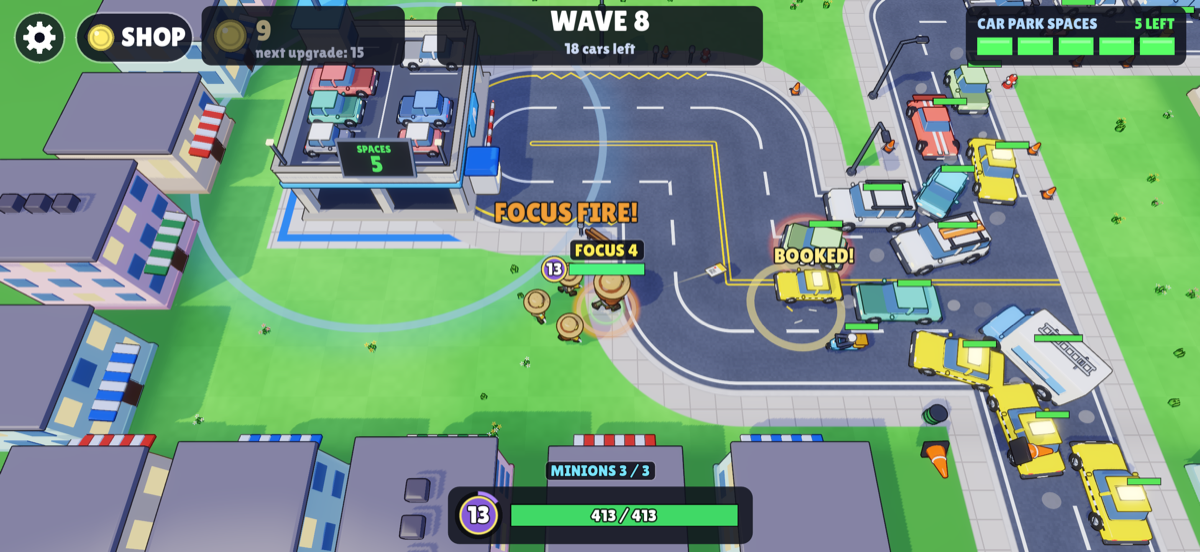 SHOP
9
next upgrade: 15
WAVE 8
18 cars left
CAR PARK SPACES 5 LEFT
SPACES
5
FOCUS FIRE!
FOCUS 4
13
BOOKED!
MINIONS 3 / 3
13
413 / 413